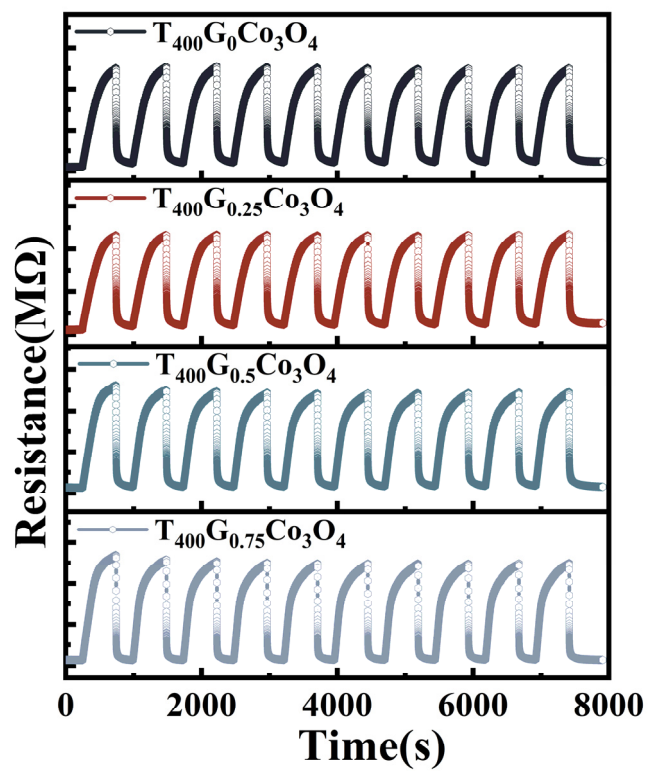 T₄₀₀G₀Co₃O₄
T₄₀₀G₀.₂₅Co₃O₄
T₄₀₀G₀.₅Co₃O₄
T₄₀₀G₀.₇₅Co₃O₄
Resistance(MΩ)
0 2000 4000 6000 8000
Time(s)